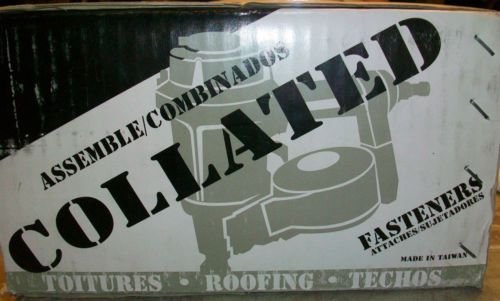 ASSEMBLE/COMBINADOS
COLLATED
FASTENERS
ATTACHES/SUJETADORES
MADE IN TAIWAN
TOITURES · ROOFING · TECHOS